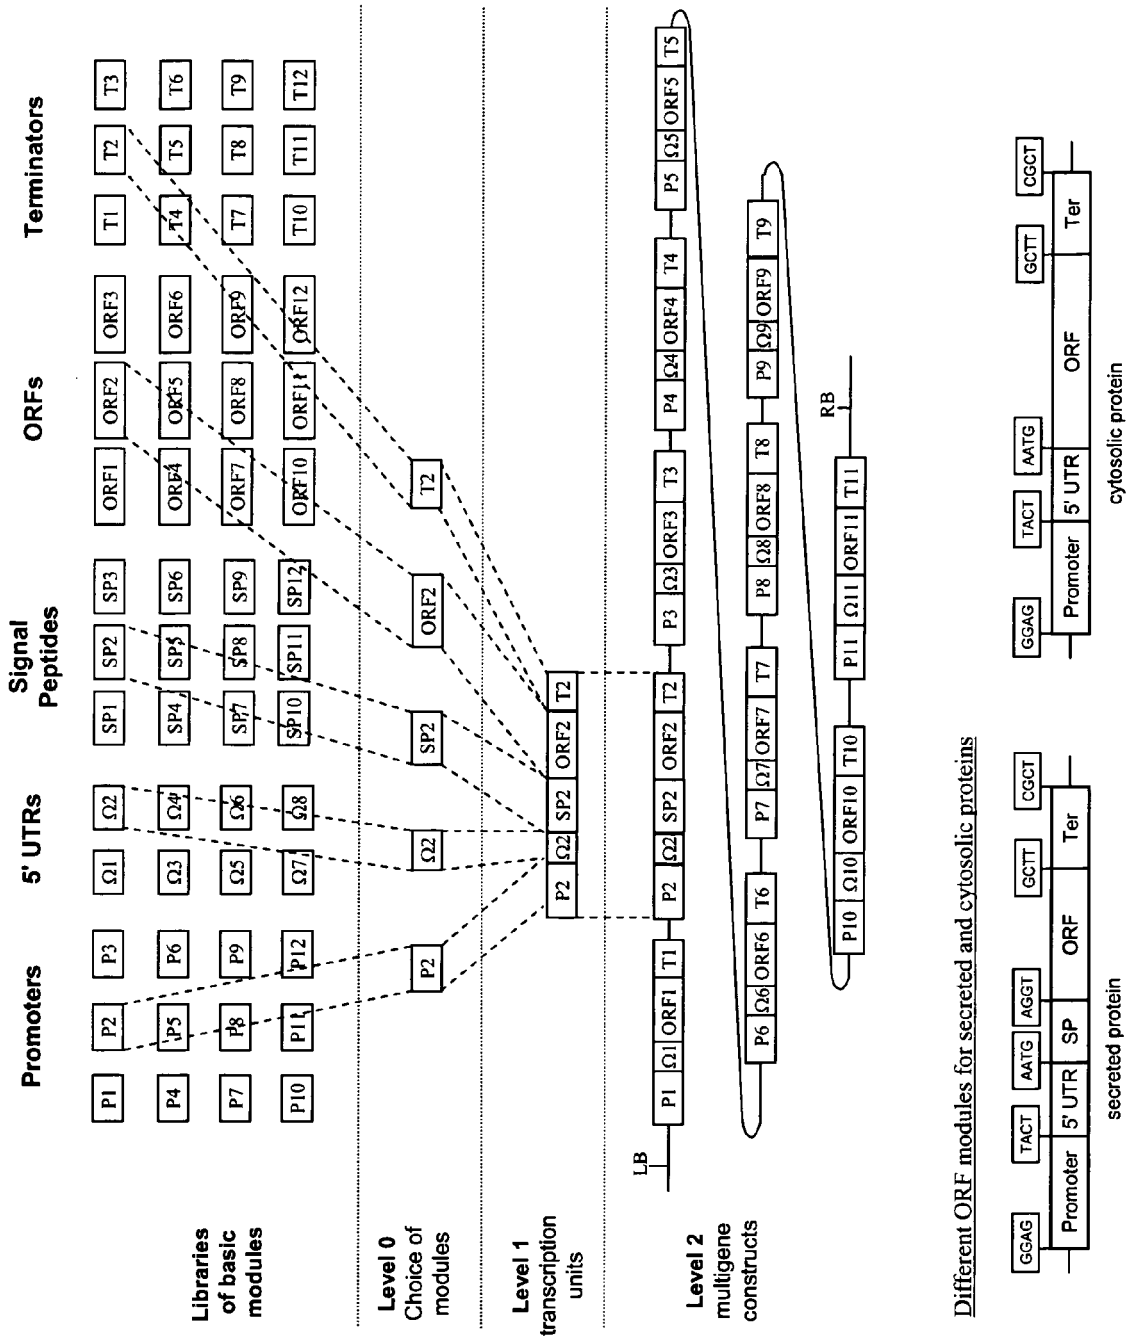 Promoters
5' UTRs
Signal
Peptides
ORFs
Terminators
Libraries
of basic
modules
P1 P2 P3 Ω1 Ω2 SP1 SP2 SP3 ORF1 ORF2 ORF3 T1 T2 T3
P4 P5 P6 Ω3 Ω4 SP4 SP5 SP6 ORF4 ORF5 ORF6 T4 T5 T6
P7 P8 P9 Ω5 Ω6 SP7 SP8 SP9 ORF7 ORF8 ORF9 T7 T8 T9
P10 P11 P12 Ω7 Ω8 SP10 SP11 SP12 ORF10 ORF11 ORF12 T10 T11 T12
Level 0
Choice of
modules
P2 Ω2 SP2 ORF2 T2
Level 1
transcription
units
P2 Ω2 SP2 ORF2 T2
Level 2
multigene
constructs
LB
P1 Ω1 ORF1 T1 P2 Ω2 SP2 ORF2 T2 P3 Ω3 ORF3 T3 P4 Ω4 ORF4 T4 P5 Ω5 ORF5 T5
P6 Ω6 ORF6 T6 P7 Ω7 ORF7 T7 P8 Ω8 ORF8 T8 P9 Ω9 ORF9 T9
RB
P10 Ω10 ORF10 T10 P11 Ω11 ORF11 T11
Different ORF modules for secreted and cytosolic proteins
GGAG TACT AATG AGGT GCTT CGCT
Promoter 5' UTR SP ORF Ter
secreted protein
GGAG TACT AATG GCTT CGCT
Promoter 5' UTR ORF Ter
cytosolic protein